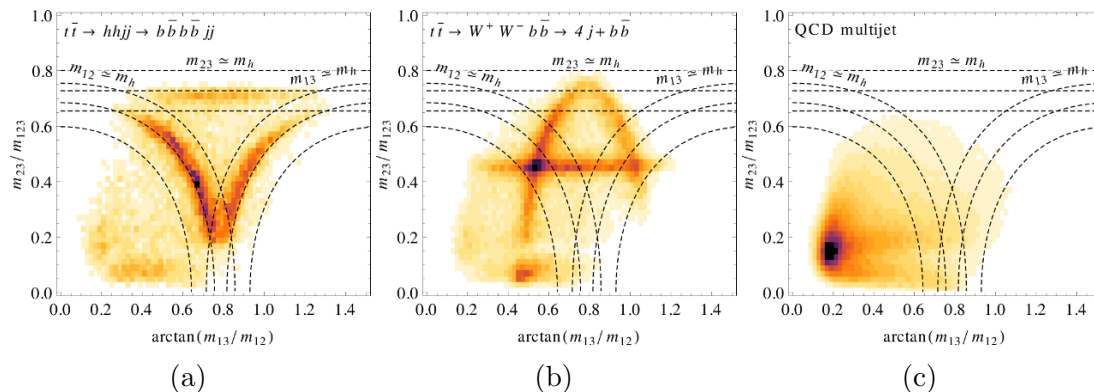 t t̄ → hhjj → b b̄ b b̄ jj
m12 ≃ mh
m23 ≃ mh
m13 ≃ mh
m23/m123
0.0 0.2 0.4 0.6 0.8 1.0
0.0 0.2 0.4 0.6 0.8 1.0 1.2 1.4
arctan(m13/m12)
(a)
t t̄ → W+ W− b b̄ → 4 j + b b̄
m12 ≃ mh
m23 ≃ mh
m13 ≃ mh
m23/m123
0.0 0.2 0.4 0.6 0.8 1.0
0.0 0.2 0.4 0.6 0.8 1.0 1.2 1.4
arctan(m13/m12)
(b)
QCD multijet
m12 ≃ mh
m23 ≃ mh
m13 ≃ mh
m23/m123
0.0 0.2 0.4 0.6 0.8 1.0
0.0 0.2 0.4 0.6 0.8 1.0 1.2 1.4
arctan(m13/m12)
(c)